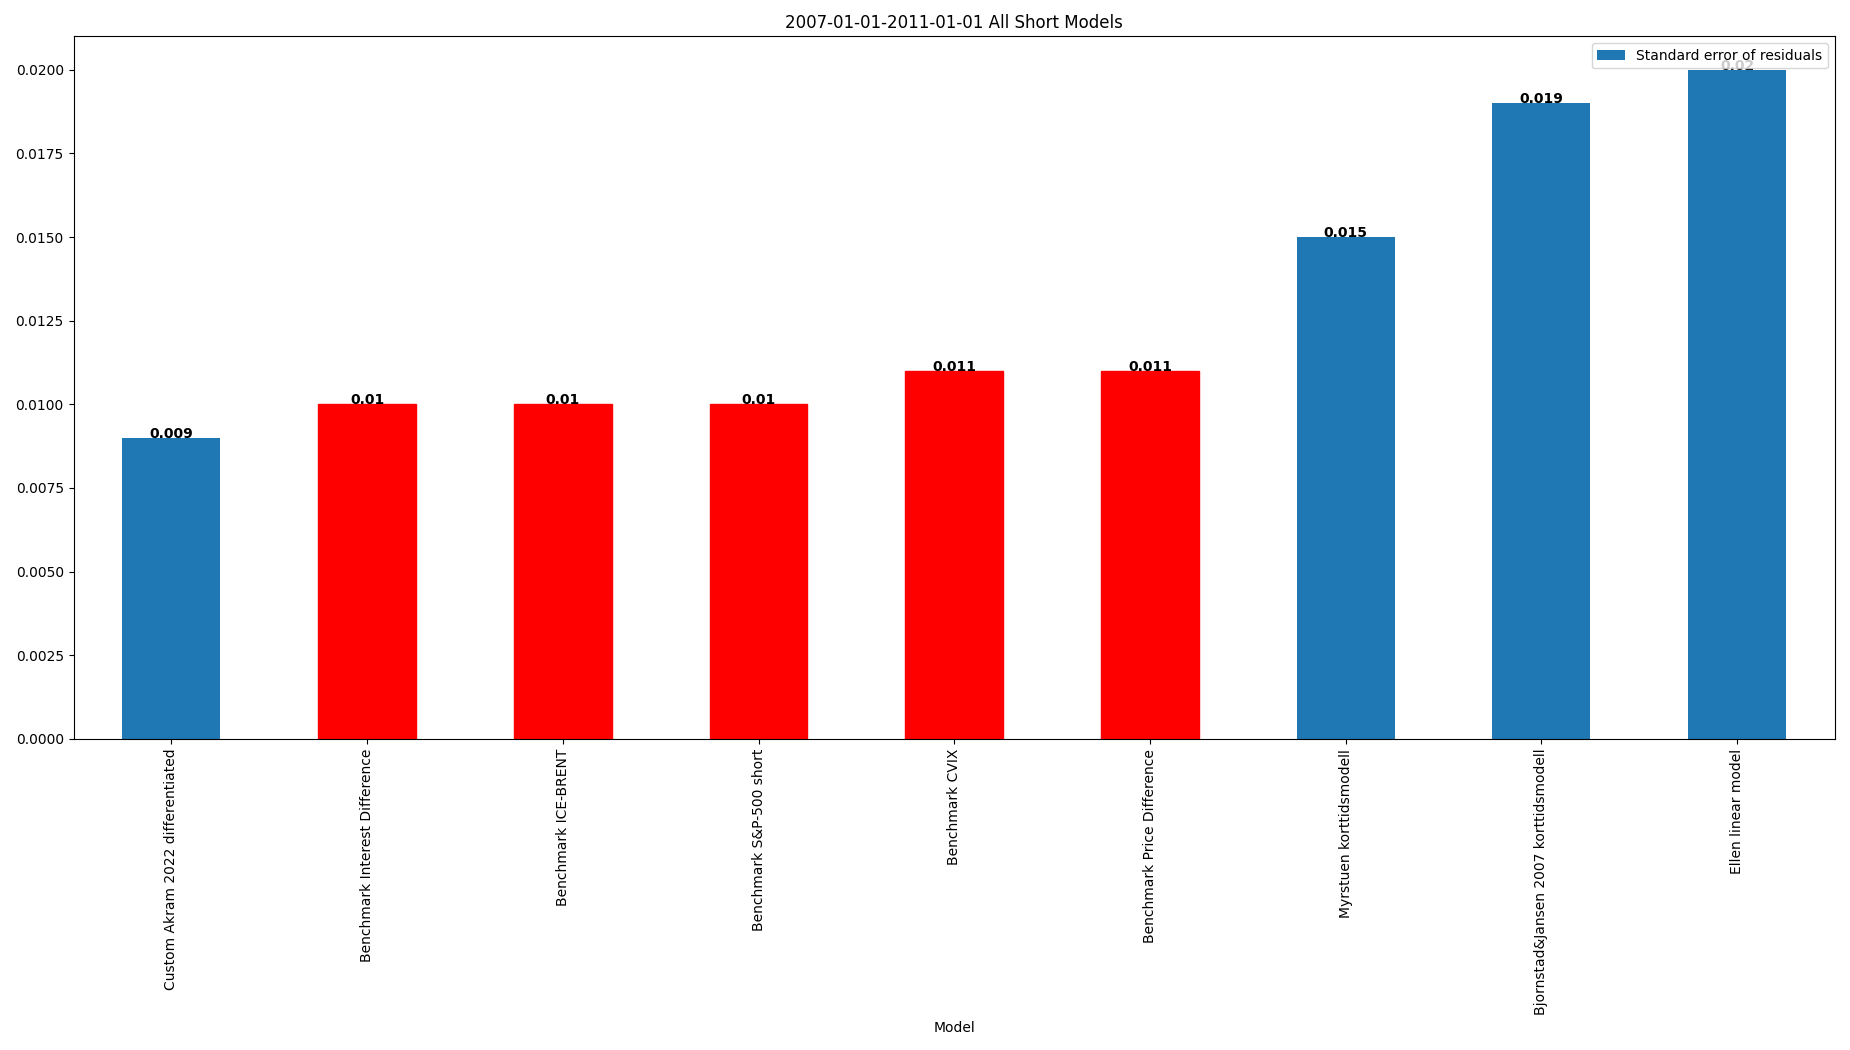 2007-01-01-2011-01-01 All Short Models
Standard error of residuals
0.0200
0.0175
0.0150
0.0125
0.0100
0.0075
0.0050
0.0025
0.0000
0.009
0.01
0.01
0.01
0.011
0.011
0.015
0.019
0.02
Custom Akram 2022 differentiated
Benchmark Interest Difference
Benchmark ICE-BRENT
Benchmark S&P-500 short
Benchmark CVIX
Benchmark Price Difference
Myrstuen korttidsmodell
Bjornstad&Jansen 2007 korttidsmodell
Ellen linear model
Model